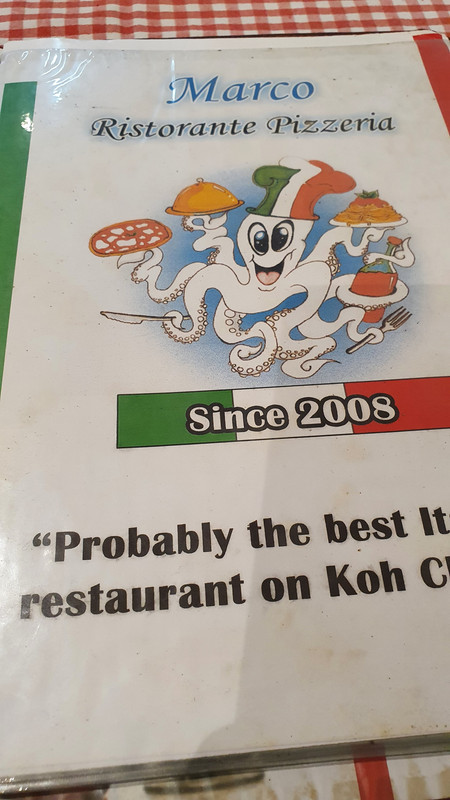 Marco
Ristorante Pizzeria
Since 2008
“Probably the best
restaurant on Koh